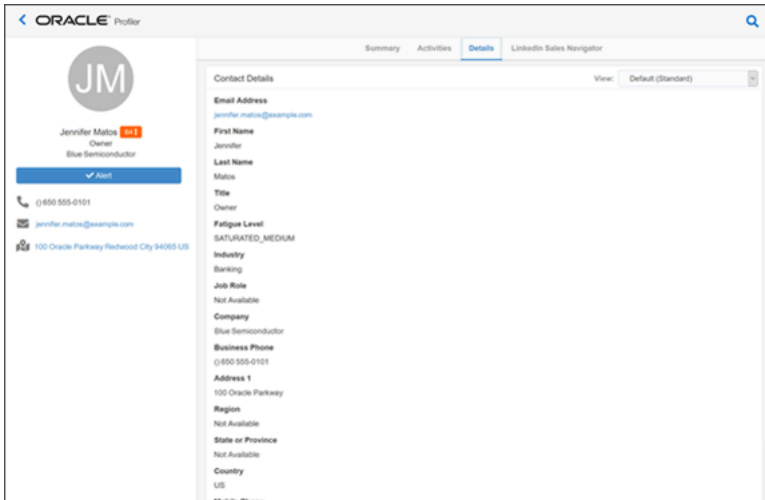 ORACLE Profiler
Summary Activities Details LinkedIn Sales Navigator
JM
Jennifer Matos
Owner
Blue Semiconductor
Alert
() 650 555-0101
jennifer.matos@example.com
100 Oracle Parkway Redwood City 94065 US
Contact Details
View: Default (Standard)
Email Address
jennifer.matos@example.com
First Name
Jennifer
Last Name
Matos
Title
Owner
Fatigue Level
SATURATED_MEDIUM
Industry
Banking
Job Role
Not Available
Company
Blue Semiconductor
Business Phone
() 650 555-0101
Address 1
100 Oracle Parkway
Region
Not Available
State or Province
Not Available
Country
US